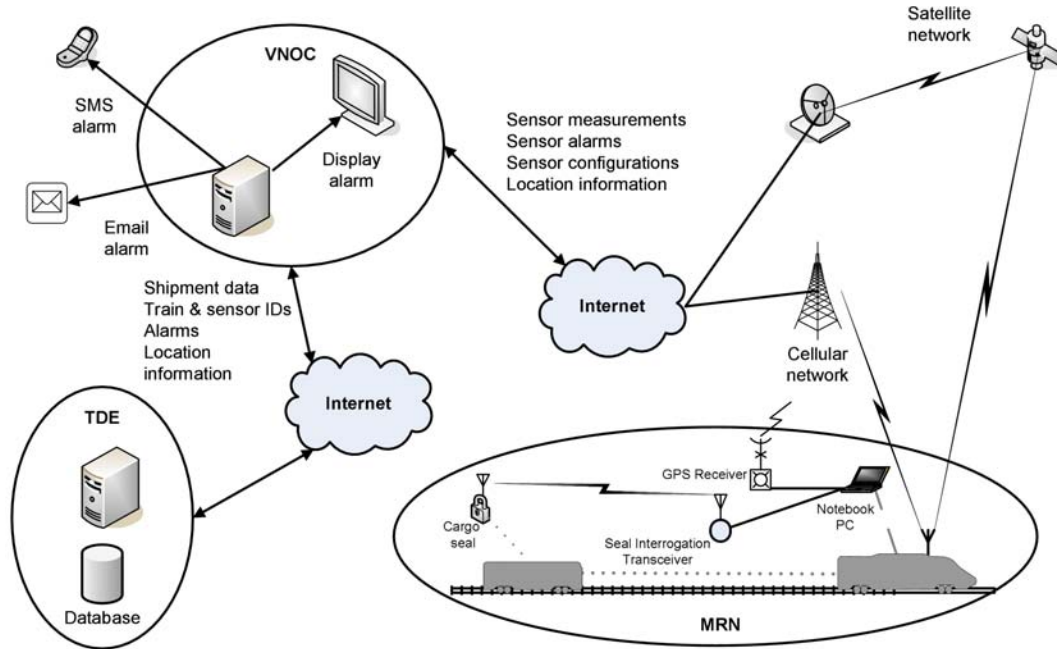 Satellite
network
VNOC
SMS
alarm
Display
alarm
Email
alarm
Sensor measurements
Sensor alarms
Sensor configurations
Location information
Internet
Cellular
network
Shipment data
Train & sensor IDs
Alarms
Location
information
Internet
TDE
Database
GPS Receiver
Notebook
PC
Cargo
seal
Seal Interrogation
Transceiver
MRN